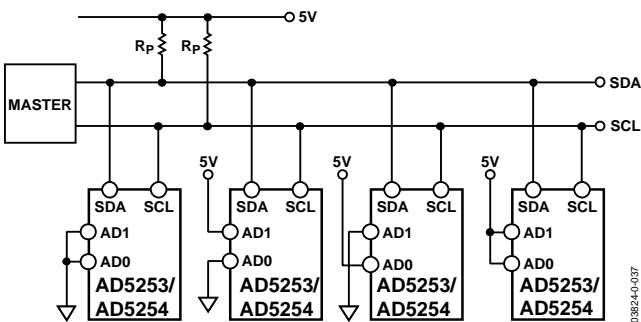 5V
RP RP
SDA
MASTER
SCL
5V 5V 5V
SDA SCL SDA SCL SDA SCL SDA SCL
AD1 AD1 AD1 AD1
AD0 AD0 AD0 AD0
AD5253/ AD5253/ AD5253/ AD5253/
AD5254 AD5254 AD5254 AD5254
03824-0-037